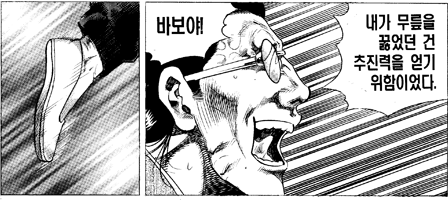 바보야!
내가 무릎을
꿇었던 건
추진력을 얻기
위함이었다.